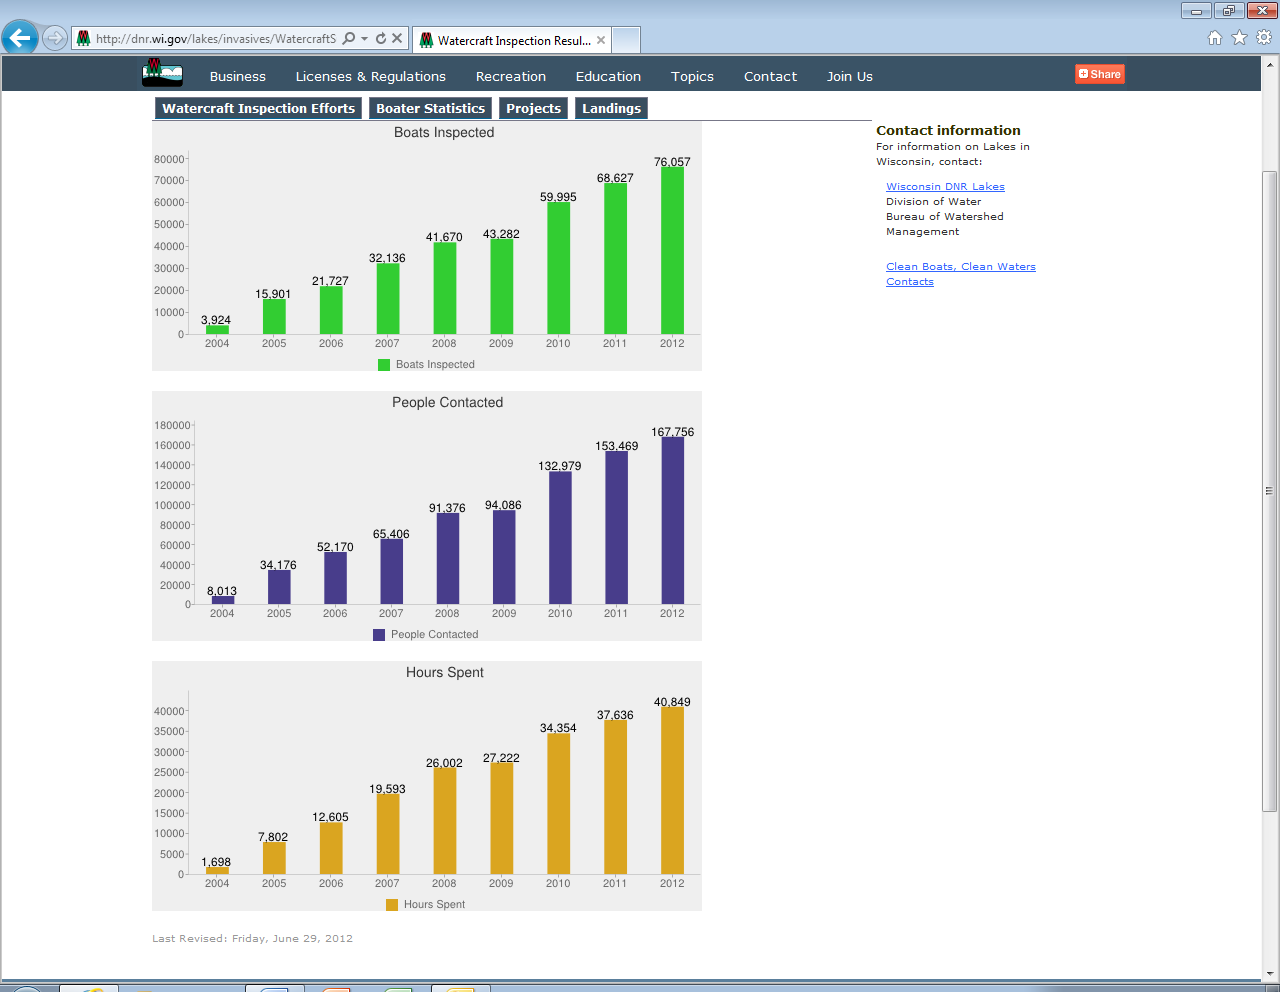 http://dnr.wi.gov/lakes/invasives/WatercraftS
Watercraft Inspection Resul...
Business Licenses & Regulations Recreation Education Topics Contact Join Us
Share
Watercraft Inspection Efforts Boater Statistics Projects Landings
Boats Inspected
80000
70000
60000
50000
40000
30000
20000
10000
0
3,924 15,901 21,727 32,136 41,670 43,282 59,995 68,627 76,057
2004 2005 2006 2007 2008 2009 2010 2011 2012
Boats Inspected
People Contacted
180000
160000
140000
120000
100000
80000
60000
40000
20000
0
8,013 34,176 52,170 65,406 91,376 94,086 132,979 153,469 167,756
2004 2005 2006 2007 2008 2009 2010 2011 2012
People Contacted
Hours Spent
40000
35000
30000
25000
20000
15000
10000
5000
0
1,698 7,802 12,605 19,593 26,002 27,222 34,354 37,636 40,849
2004 2005 2006 2007 2008 2009 2010 2011 2012
Hours Spent
Last Revised: Friday, June 29, 2012
Contact information
For information on Lakes in
Wisconsin, contact:
Wisconsin DNR Lakes
Division of Water
Bureau of Watershed
Management
Clean Boats, Clean Waters
Contacts